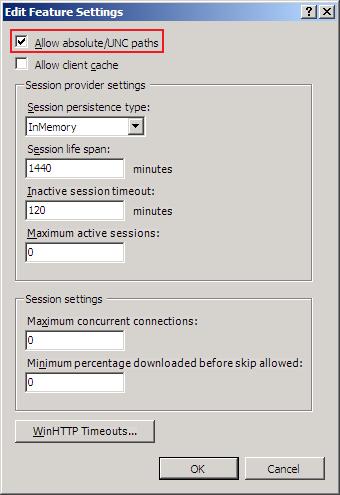 Edit Feature Settings
Allow absolute/UNC paths
Allow client cache
Session provider settings
Session persistence type:
InMemory
Session life span:
1440 minutes
Inactive session timeout:
120 minutes
Maximum active sessions:
0
Session settings
Maximum concurrent connections:
0
Minimum percentage downloaded before skip allowed:
0
WinHTTP Timeouts...
OK Cancel